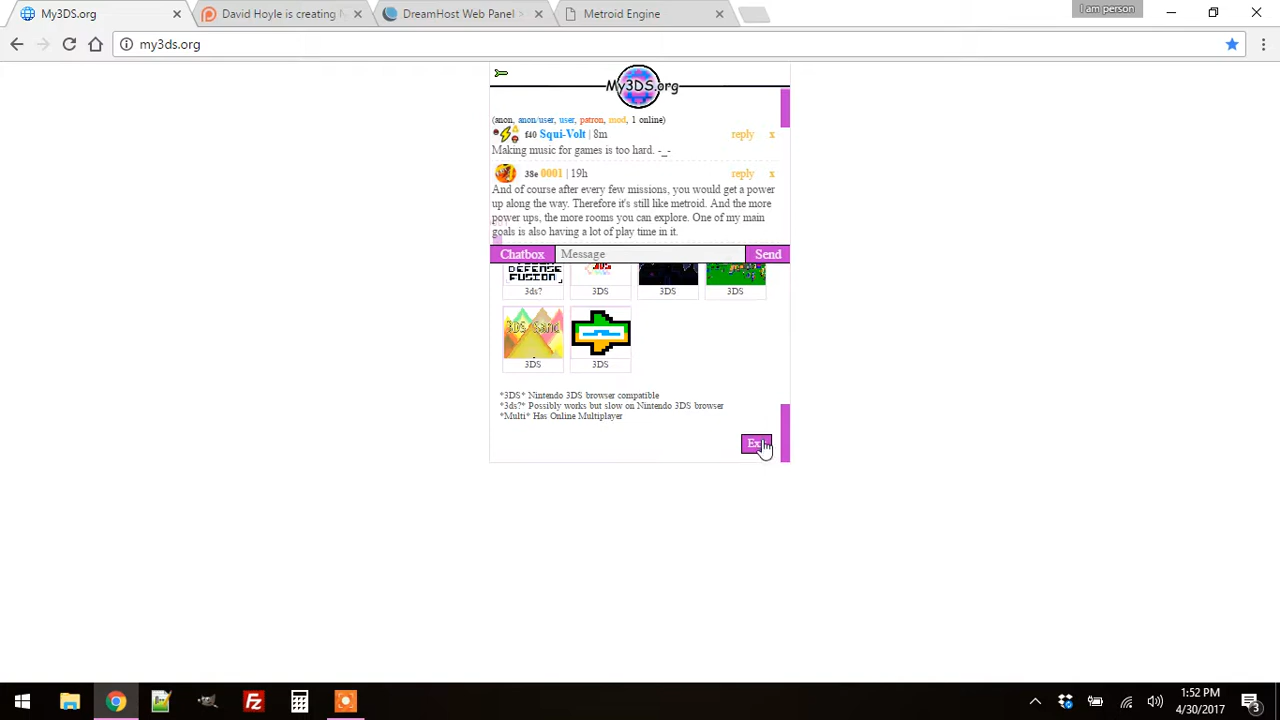 My3DS.org
David Hoyle is creating
DreamHost Web Panel >
Metroid Engine
I am person
my3ds.org
My3DS.org
(anon, anon/user, user, patron, mod, 1 online)
f40 Squi-Volt | 8m
reply x
Making music for games is too hard. -_-
38e 0001 | 19h
reply x
And of course after every few missions, you would get a power
up along the way. Therefore it's still like metroid. And the more
power ups, the more rooms you can explore. One of my main
goals is also having a lot of play time in it.
Chatbox Message Send
DEFENSE
FUSION
3ds? 3DS 3DS 3DS
3DS Sand
3DS 3DS
*3DS* Nintendo 3DS browser compatible
*3ds?* Possibly works but slow on Nintendo 3DS browser
*Multi* Has Online Multiplayer
1:52 PM
4/30/2017
3